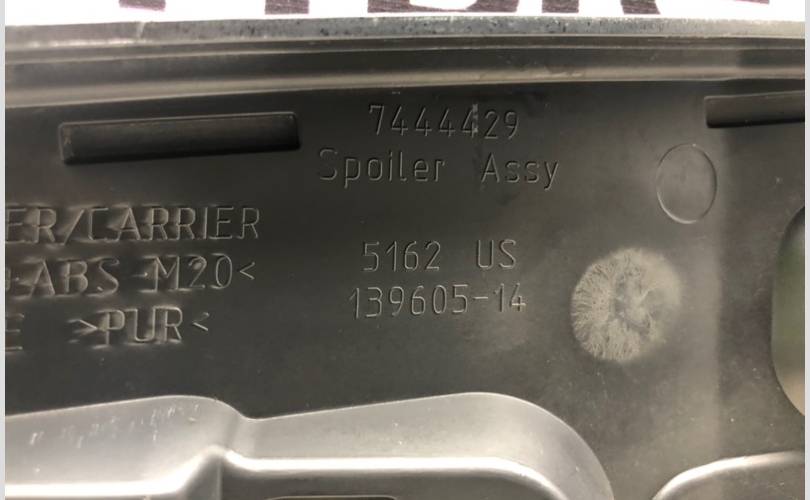 7444429
Spoiler Assy
ER/CARRIER
ABS-M20<
>PUR<
5162 US
139605-14